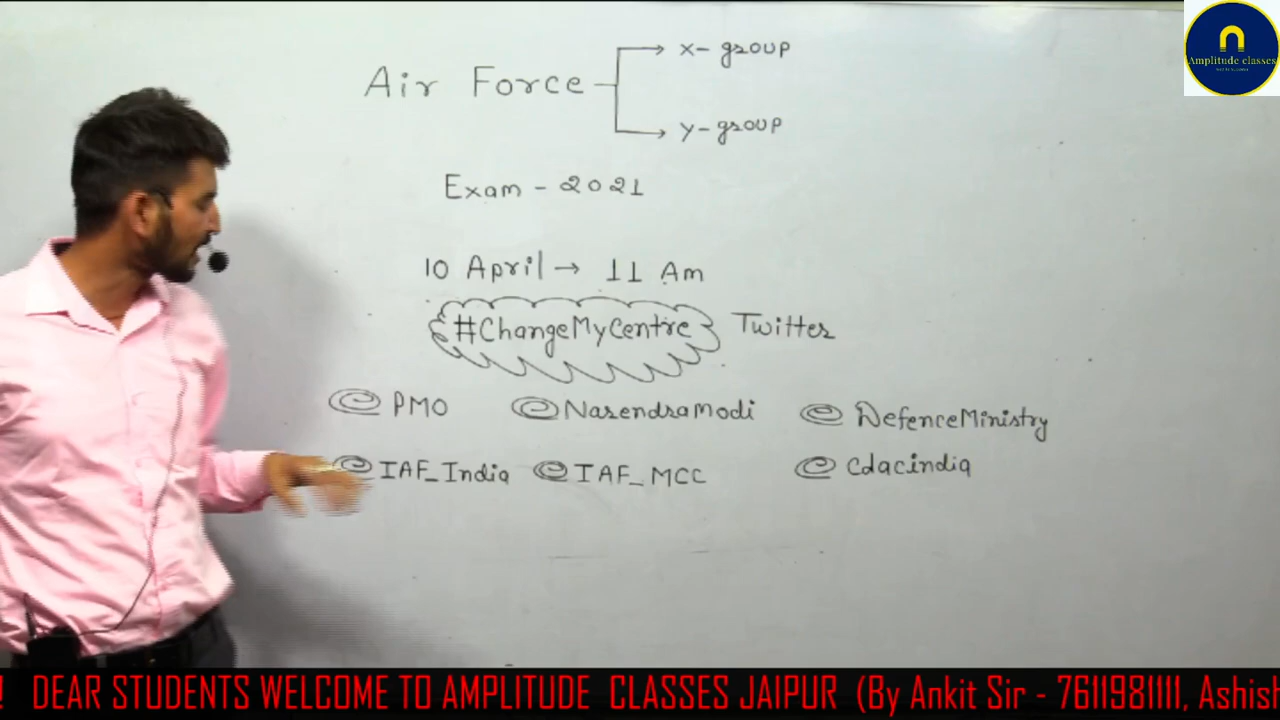 Amplitude classes
x-group
Air Force
y-group
Exam - 2021
10 April → 11 Am
#ChangeMyCentre Twitter
@PMO @Narendramodi @DefenceMinistry
@IAF_India @IAF_MCC @Cdacindia
! DEAR STUDENTS WELCOME TO AMPLITUDE CLASSES JAIPUR (By Ankit Sir - 7611981111, Ashish